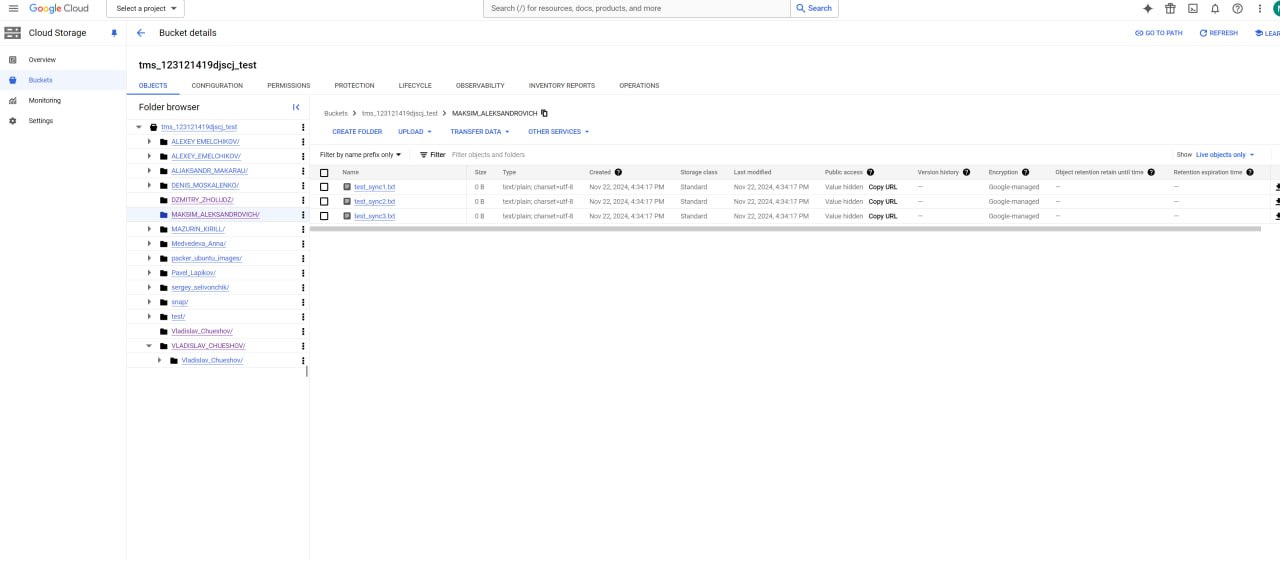 Google Cloud Select a project Search (/) for resources, docs, products, and more Search
Cloud Storage Bucket details GO TO PATH REFRESH LEAR
Overview
Buckets
Monitoring
Settings
tms_123121419djscj_test
OBJECTS CONFIGURATION PERMISSIONS PROTECTION LIFECYCLE OBSERVABILITY INVENTORY REPORTS OPERATIONS
Folder browser
tms_123121419djscj_test
ALEXEY EMELCHIKOV/
ALEXEY_EMELCHIKOV/
ALIAKSANDR_MAKARAU/
DENIS_MOSKALENKO/
DZMITRY_ZHOLUDZ/
MAKSIM_ALEKSANDROVICH/
MAZURIN_KIRILL/
Medvedeva_Anna/
packer_ubuntu_images/
Pavel_Lapikov/
sergey_selivonchik/
snap/
test/
Vladislav_Chueshov/
VLADISLAV_CHUESHOV/
Vladislav_Chueshov/
Buckets tms_123121419djscj_test MAKSIM_ALEKSANDROVICH
CREATE FOLDER UPLOAD TRANSFER DATA OTHER SERVICES
Filter by name prefix only Filter Filter objects and folders Show Live objects only
Name Size Type Created Storage class Last modified Public access Version history Encryption Object retention retain until time Retention expiration time
test_sync1.txt 0 B text/plain; charset=utf-8 Nov 22, 2024, 4:34:17 PM Standard Nov 22, 2024, 4:34:17 PM Value hidden Copy URL — Google-managed — —
test_sync2.txt 0 B text/plain; charset=utf-8 Nov 22, 2024, 4:34:17 PM Standard Nov 22, 2024, 4:34:17 PM Value hidden Copy URL — Google-managed — —
test_sync3.txt 0 B text/plain; charset=utf-8 Nov 22, 2024, 4:34:17 PM Standard Nov 22, 2024, 4:34:17 PM Value hidden Copy URL — Google-managed — —